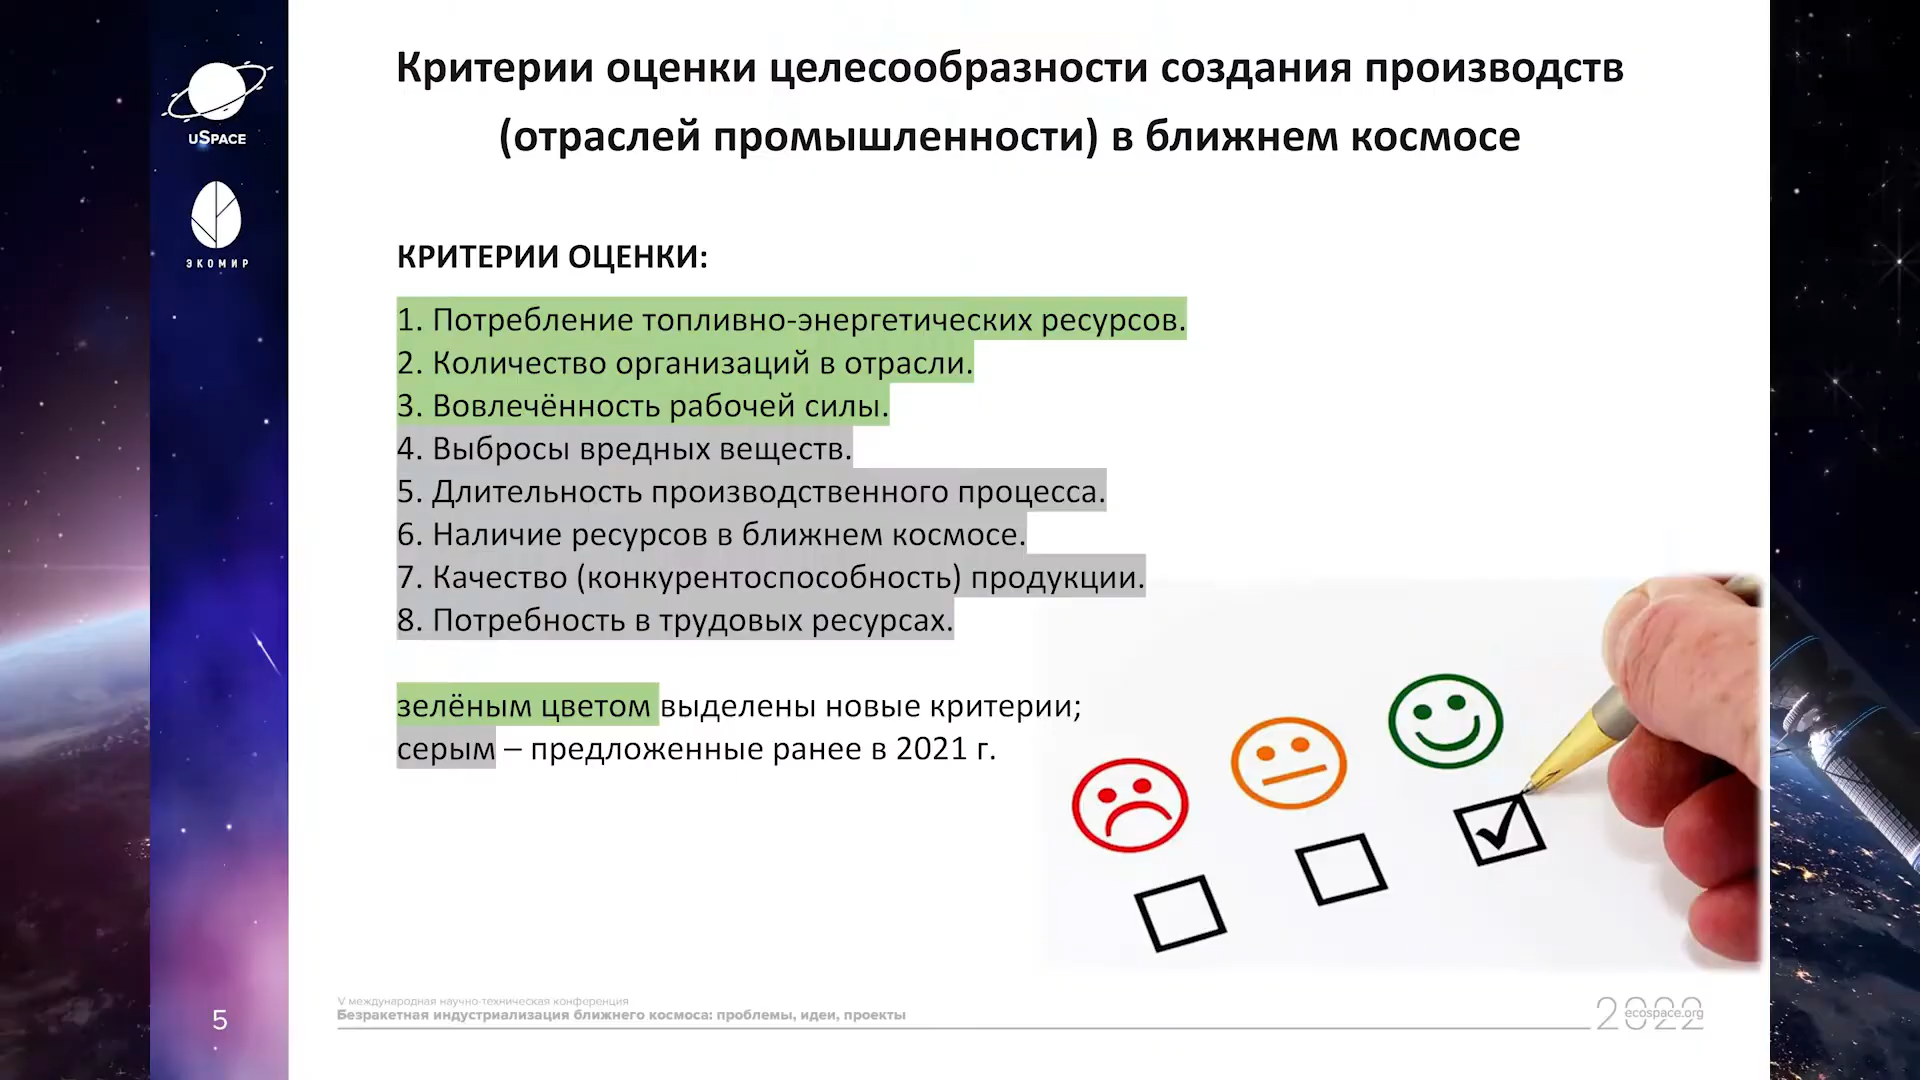 Критерии оценки целесообразности создания производств
(отраслей промышленности) в ближнем космосе
uSPACE
ЭКОМИР
КРИТЕРИИ ОЦЕНКИ:
1. Потребление топливно-энергетических ресурсов.
2. Количество организаций в отрасли.
3. Вовлечённость рабочей силы.
4. Выбросы вредных веществ.
5. Длительность производственного процесса.
6. Наличие ресурсов в ближнем космосе.
7. Качество (конкурентоспособность) продукции.
8. Потребность в трудовых ресурсах.
зелёным цветом выделены новые критерии;
серым – предложенные ранее в 2021 г.
5
V международная научно-техническая конференция
Безракетная индустриализация ближнего космоса: проблемы, идеи, проекты
2022
ecospace.org